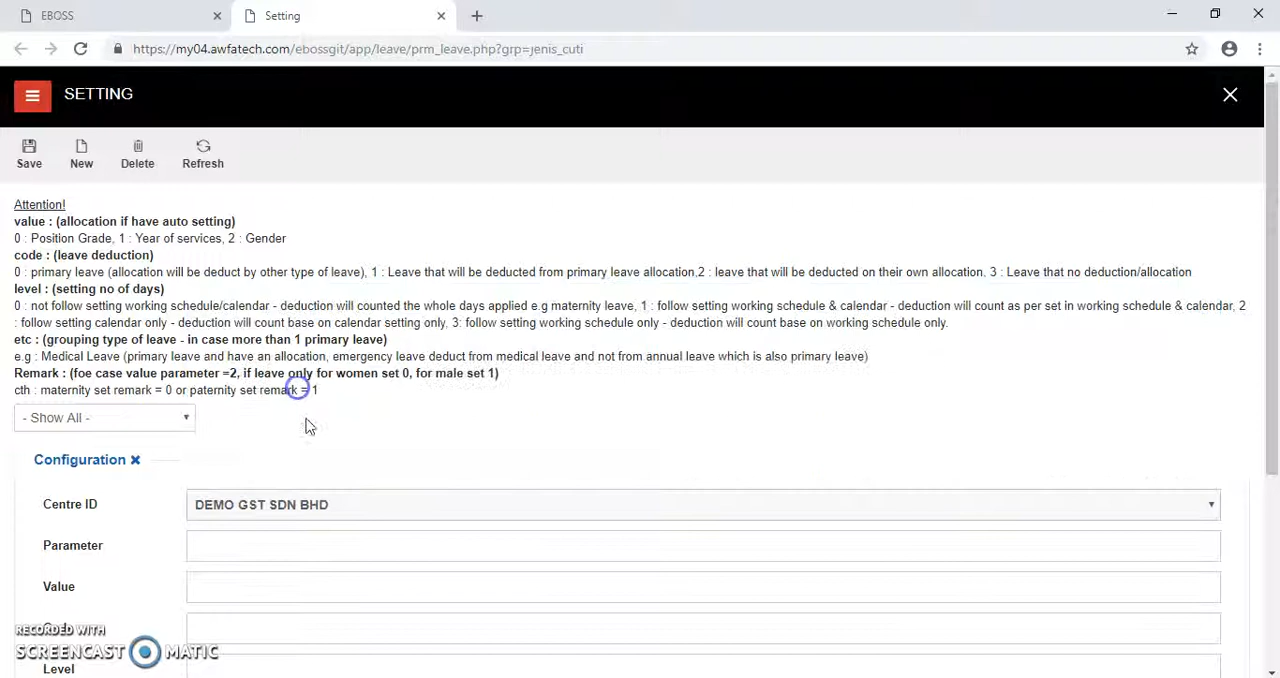 EBOSS
Setting
https://my04.awfatech.com/ebossgit/app/leave/prm_leave.php?grp=jenis_cuti
SETTING
Save New Delete Refresh
Attention!
value : (allocation if have auto setting)
0 : Position Grade, 1 : Year of services, 2 : Gender
code : (leave deduction)
0 : primary leave (allocation will be deduct by other type of leave), 1 : Leave that will be deducted from primary leave allocation,2 : leave that will be deducted on their own allocation. 3 : Leave that no deduction/allocation
level : (setting no of days)
0 : not follow setting working schedule/calendar - deduction will counted the whole days applied e.g maternity leave, 1 : follow setting working schedule & calendar - deduction will count as per set in working schedule & calendar, 2
: follow setting calendar only - deduction will count base on calendar setting only, 3: follow setting working schedule only - deduction will count base on working schedule only.
etc : (grouping type of leave - in case more than 1 primary leave)
e.g : Medical Leave (primary leave and have an allocation, emergency leave deduct from medical leave and not from annual leave which is also primary leave)
Remark : (foe case value parameter =2, if leave only for women set 0, for male set 1)
cth : maternity set remark = 0 or paternity set remark = 1
- Show All -
Configuration
Centre ID DEMO GST SDN BHD
Parameter
Value
RECORDED WITH
SCREENCAST MATIC
Level